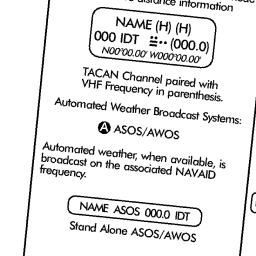 distance information
NAME (H) (H)
000 IDT (000.0)
N00°00.00' W000°00.00'
TACAN Channel paired with
VHF Frequency in parenthesis.
Automated Weather Broadcast Systems:
A ASOS/AWOS
Automated weather, when available, is
broadcast on the associated NAVAID
frequency.
NAME ASOS 000.0 IDT
Stand Alone ASOS/AWOS